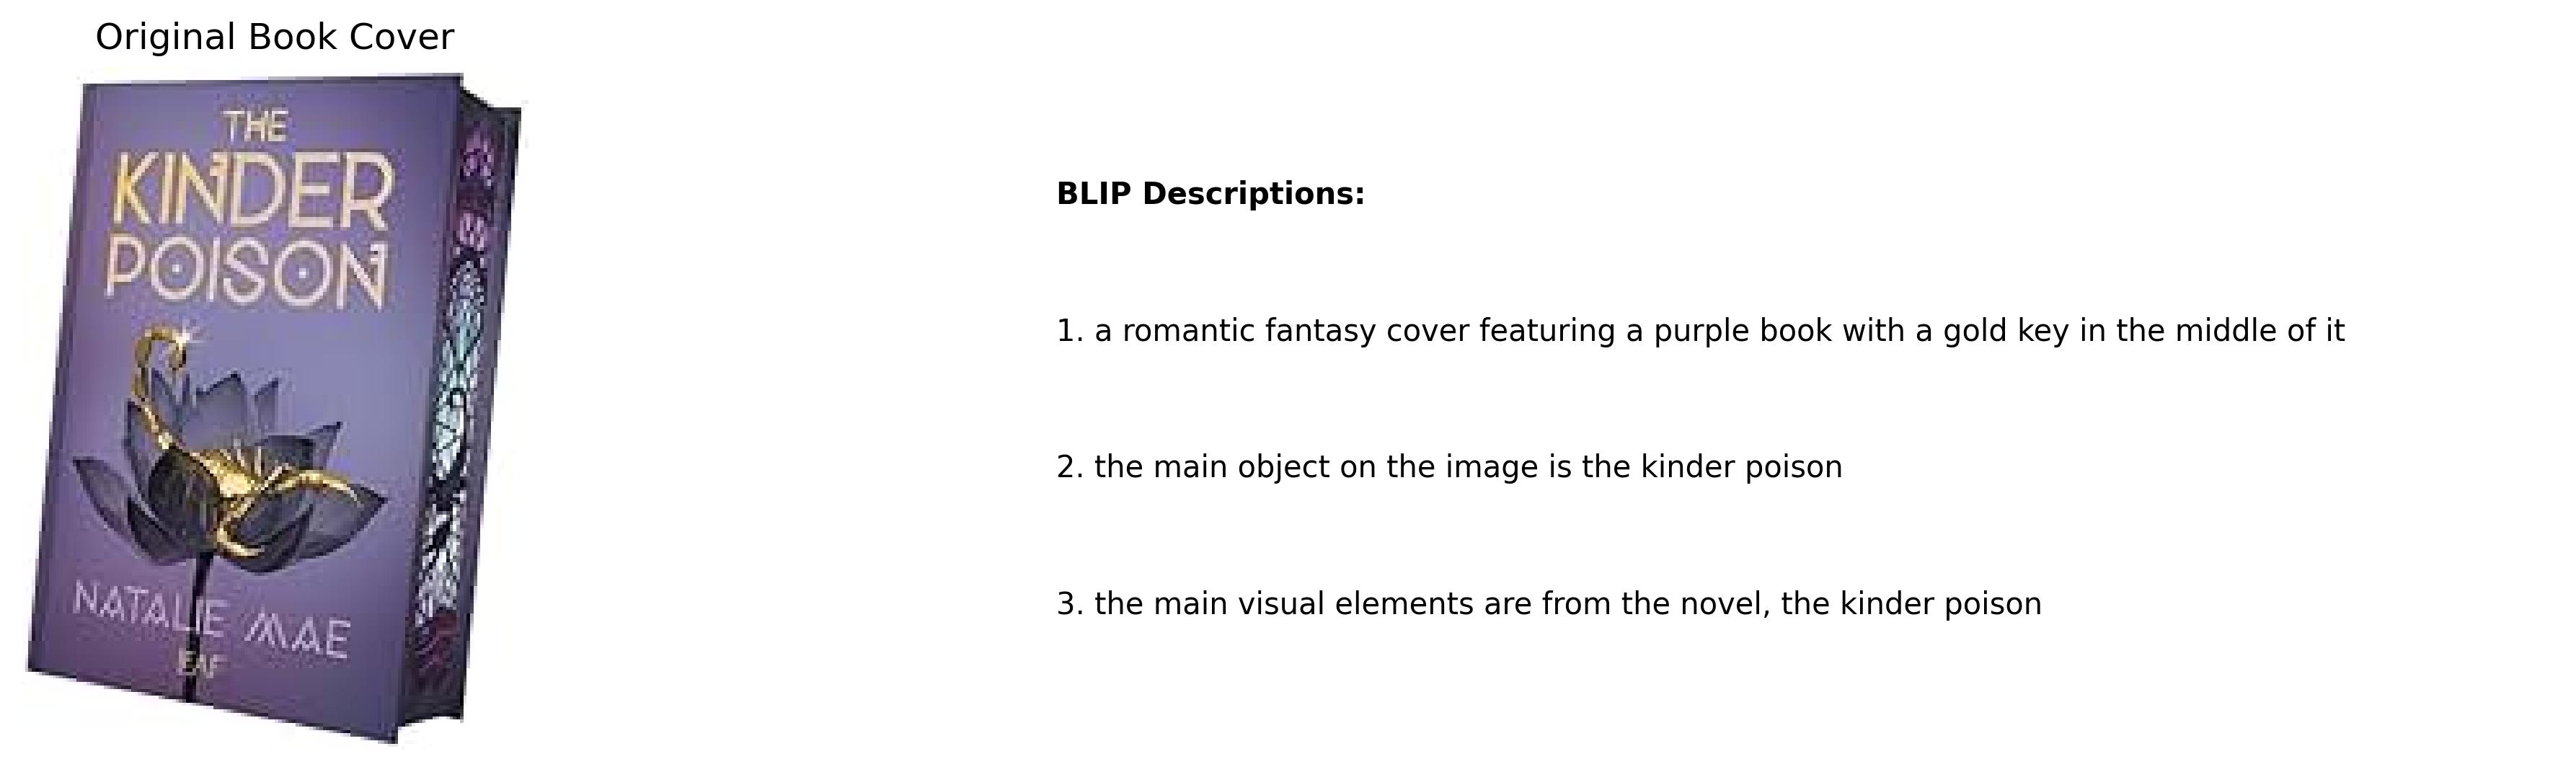 Original Book Cover
THE
KINDER
POISON
NATALIE MAE
LEAF
BLIP Descriptions:
1. a romantic fantasy cover featuring a purple book with a gold key in the middle of it
2. the main object on the image is the kinder poison
3. the main visual elements are from the novel, the kinder poison